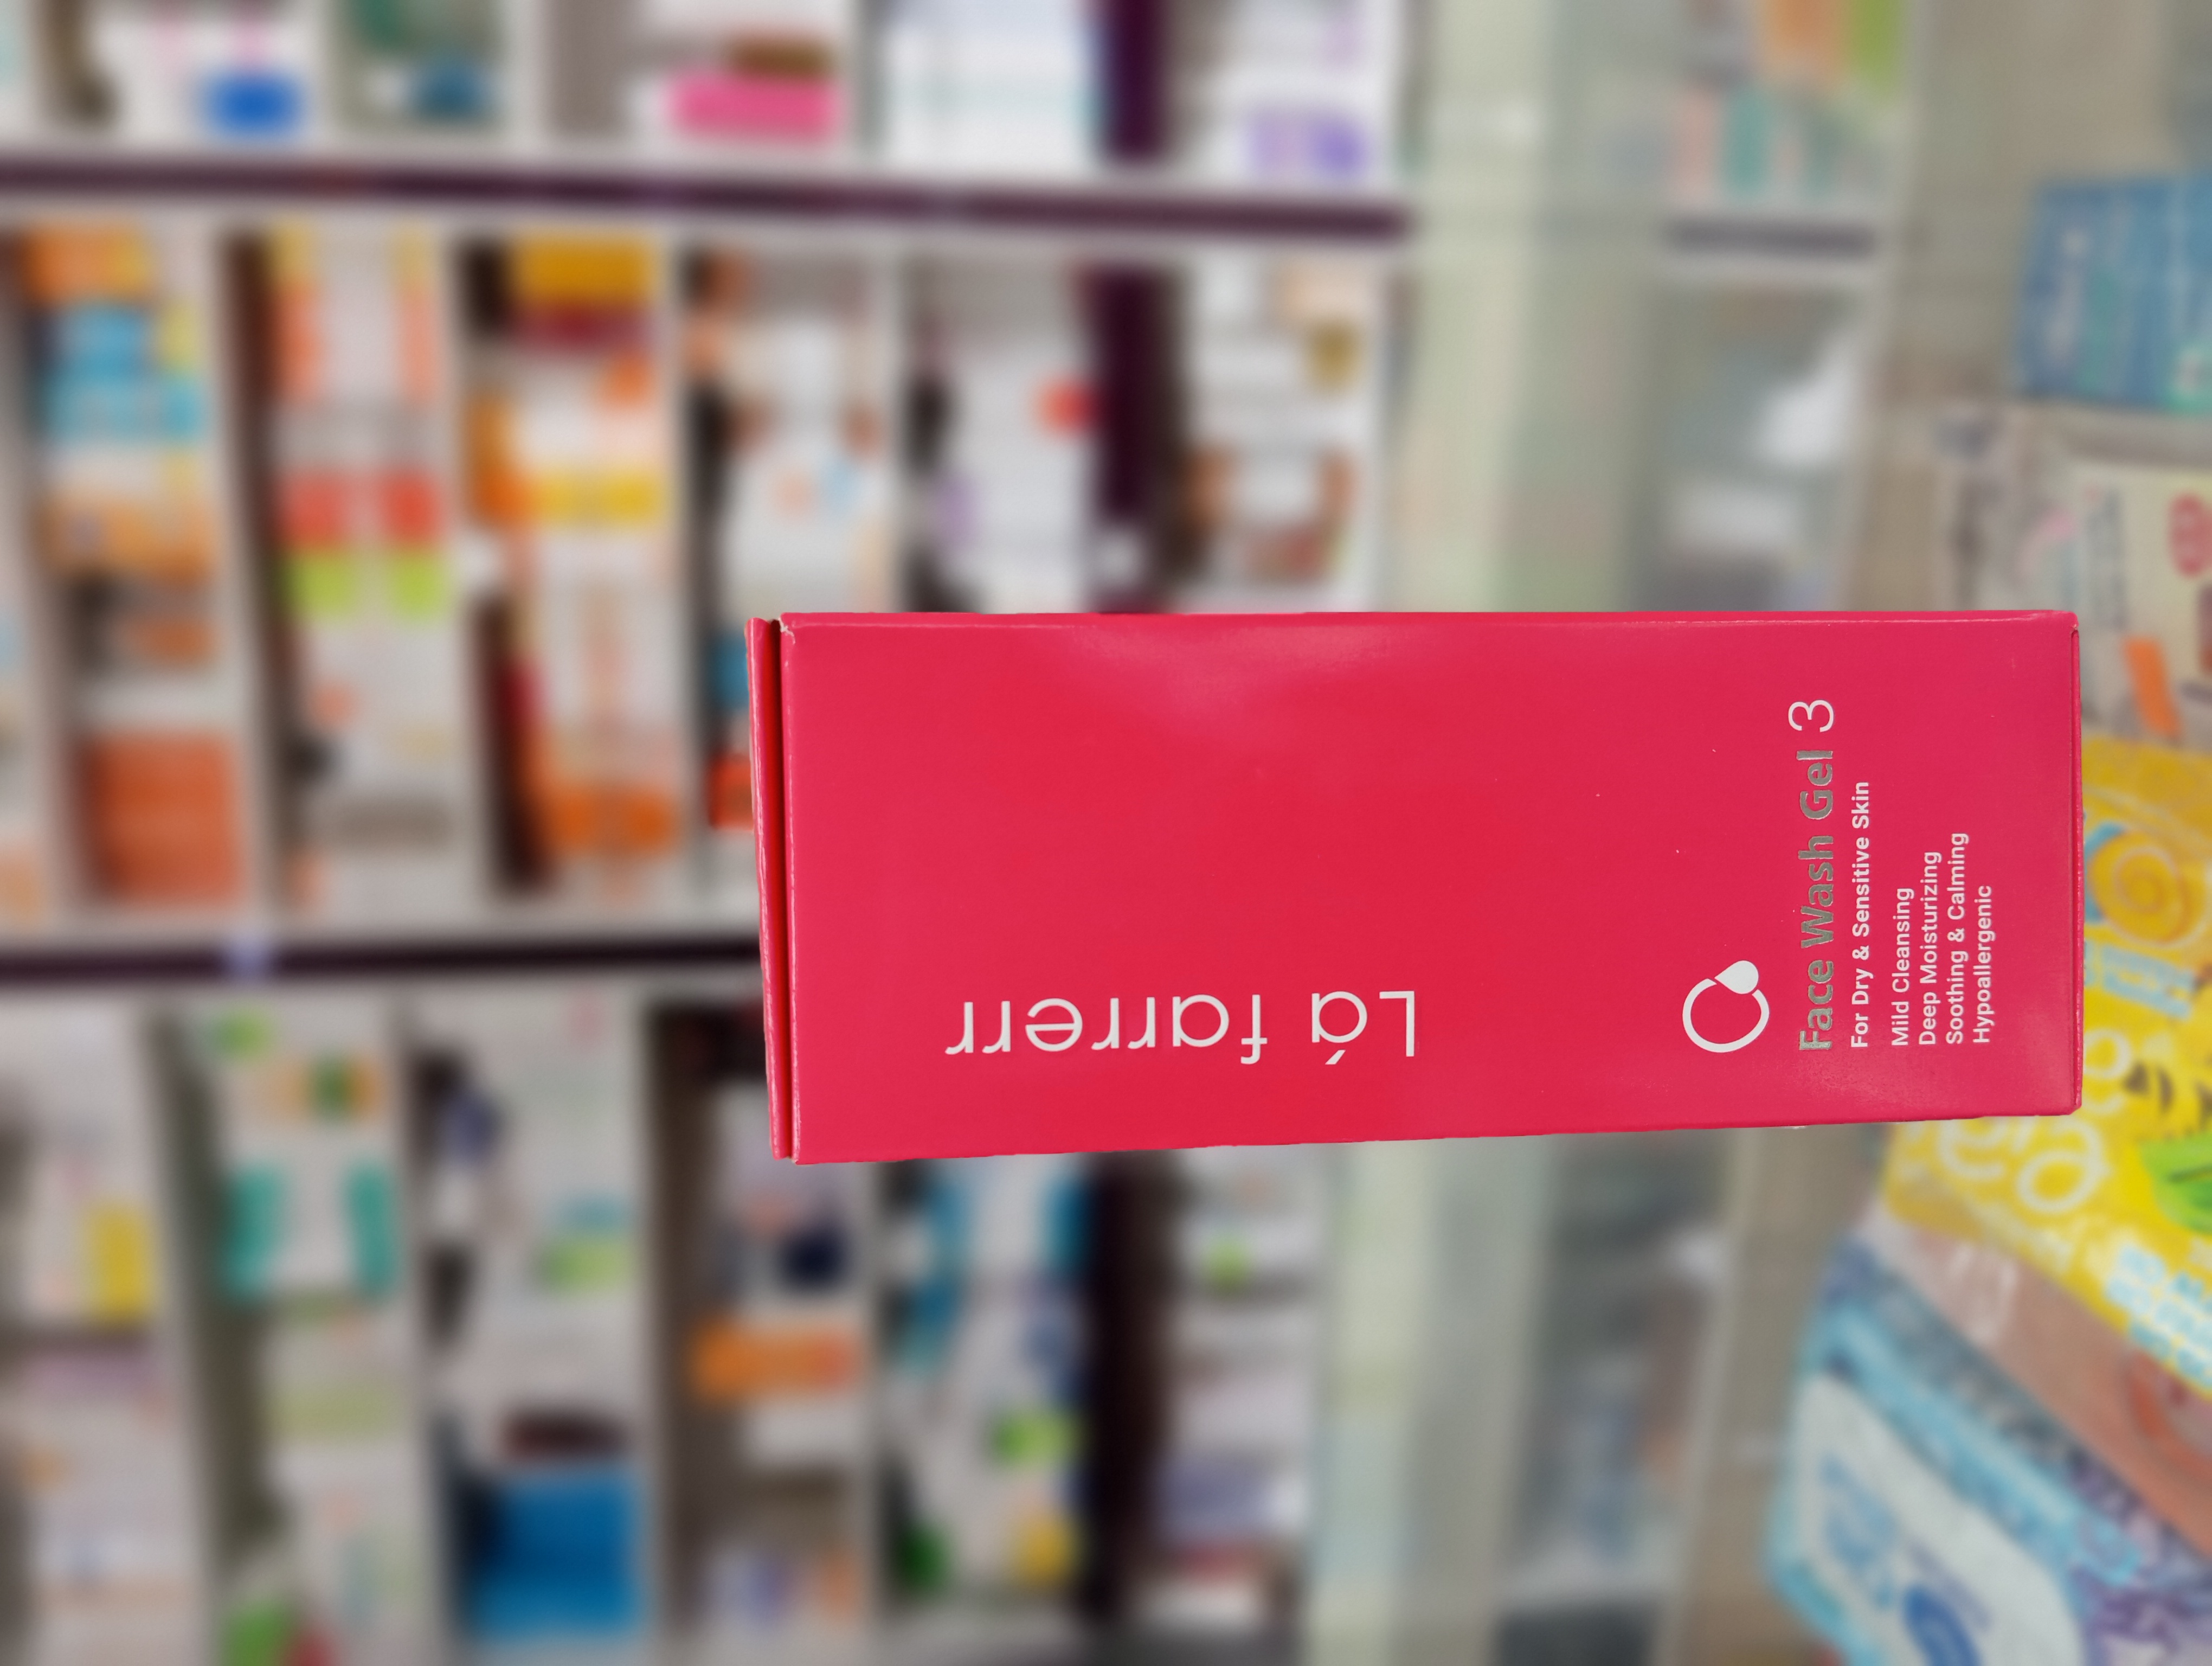 Lá farrerr
Face Wash Gel 3
For Dry & Sensitive Skin
Mild Cleansing
Deep Moisturizing
Soothing & Calming
Hypoallergenic